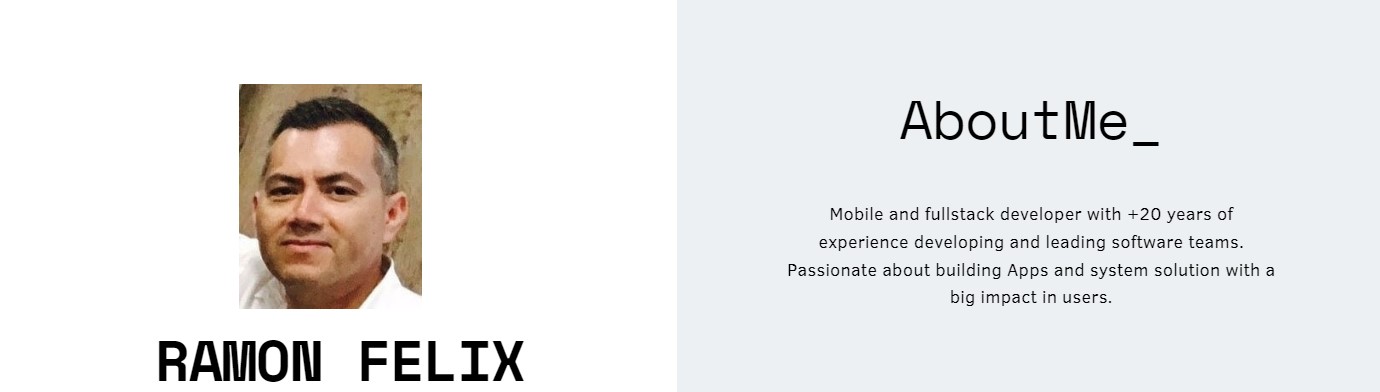 RAMON FELIX
AboutMe_
Mobile and fullstack developer with +20 years of
experience developing and leading software teams.
Passionate about building Apps and system solution with a
big impact in users.